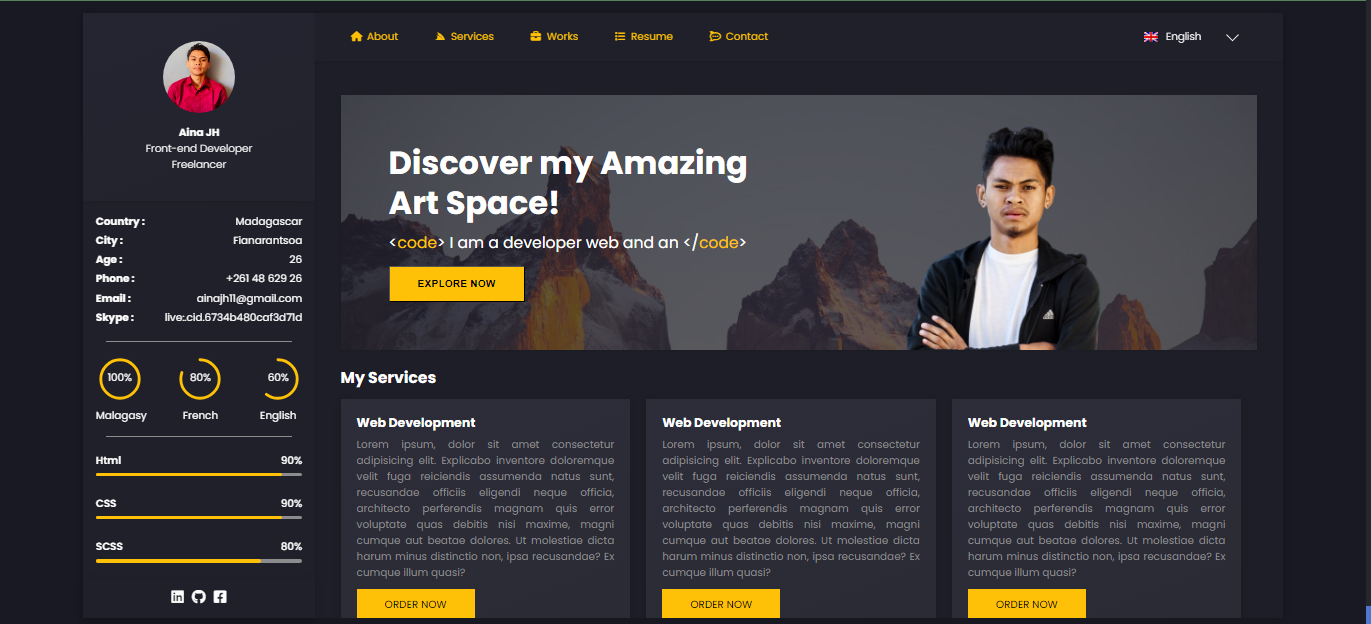 About
Services
Works
Resume
Contact
English
Aina JH
Front-end Developer
Freelancer
Country : Madagascar
City : Fianarantsoa
Age : 26
Phone : +261 48 629 26
Email : ainajh11@gmail.com
Skype : live:.cid.6734b480caf3d71d
100% 80% 60%
Malagasy French English
Html 90%
CSS 90%
SCSS 80%
Discover my Amazing
Art Space!
<code> I am a developer web and an </code>
EXPLORE NOW
My Services
Web Development
Lorem ipsum, dolor sit amet consectetur
adipisicing elit. Explicabo inventore doloremque
velit fuga reiciendis assumenda natus sunt,
recusandae officiis eligendi neque officia,
architecto perferendis magnam quis error
voluptate quas debitis nisi maxime, magni
cumque aut beatae dolores. Ut molestiae dicta
harum minus distinctio non, ipsa recusandae? Ex
cumque illum quasi?
ORDER NOW
Web Development
Lorem ipsum, dolor sit amet consectetur
adipisicing elit. Explicabo inventore doloremque
velit fuga reiciendis assumenda natus sunt,
recusandae officiis eligendi neque officia,
architecto perferendis magnam quis error
voluptate quas debitis nisi maxime, magni
cumque aut beatae dolores. Ut molestiae dicta
harum minus distinctio non, ipsa recusandae? Ex
cumque illum quasi?
ORDER NOW
Web Development
Lorem ipsum, dolor sit amet consectetur
adipisicing elit. Explicabo inventore doloremque
velit fuga reiciendis assumenda natus sunt,
recusandae officiis eligendi neque officia,
architecto perferendis magnam quis error
voluptate quas debitis nisi maxime, magni
cumque aut beatae dolores. Ut molestiae dicta
harum minus distinctio non, ipsa recusandae? Ex
cumque illum quasi?
ORDER NOW